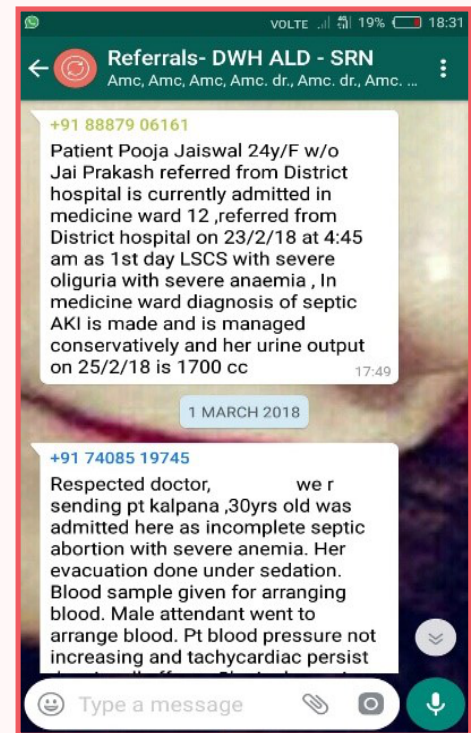 VOLTE 19% 18:31
Referrals- DWH ALD - SRN
Amc, Amc, Amc, Amc. dr., Amc. dr., Amc. ...
+91 88879 06161
Patient Pooja Jaiswal 24y/F w/o
Jai Prakash referred from District
hospital is currently admitted in
medicine ward 12 ,referred from
District hospital on 23/2/18 at 4:45
am as 1st day LSCS with severe
oliguria with severe anaemia , In
medicine ward diagnosis of septic
AKI is made and is managed
conservatively and her urine output
on 25/2/18 is 1700 cc
17:49
1 MARCH 2018
+91 74085 19745
Respected doctor, we r
sending pt kalpana ,30yrs old was
admitted here as incomplete septic
abortion with severe anemia. Her
evacuation done under sedation.
Blood sample given for arranging
blood. Male attendant went to
arrange blood. Pt blood pressure not
increasing and tachycardiac persist
Type a message